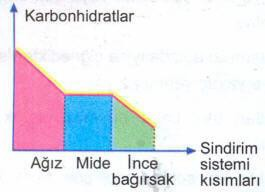 Karbonhidratlar
Ağız
Mide
İnce
bağırsak
Sindirim
sistemi
kısımları